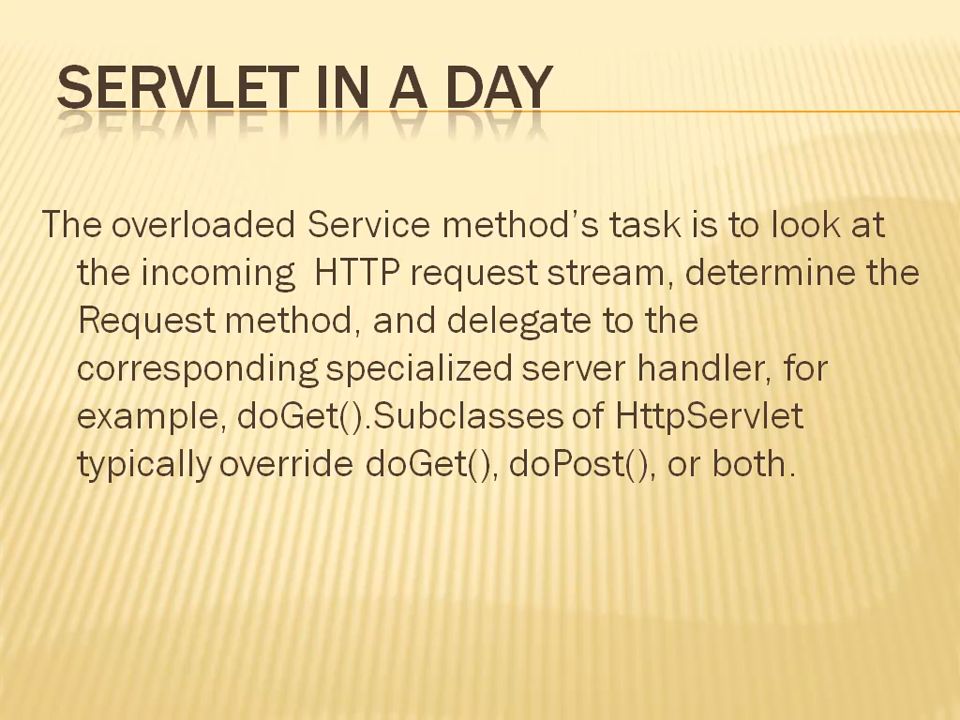 SERVLET IN A DAY
The overloaded Service method’s task is to look at
the incoming  HTTP request stream, determine the
Request method, and delegate to the
corresponding specialized server handler, for
example, doGet().Subclasses of HttpServlet
typically override doGet(), doPost(), or both.